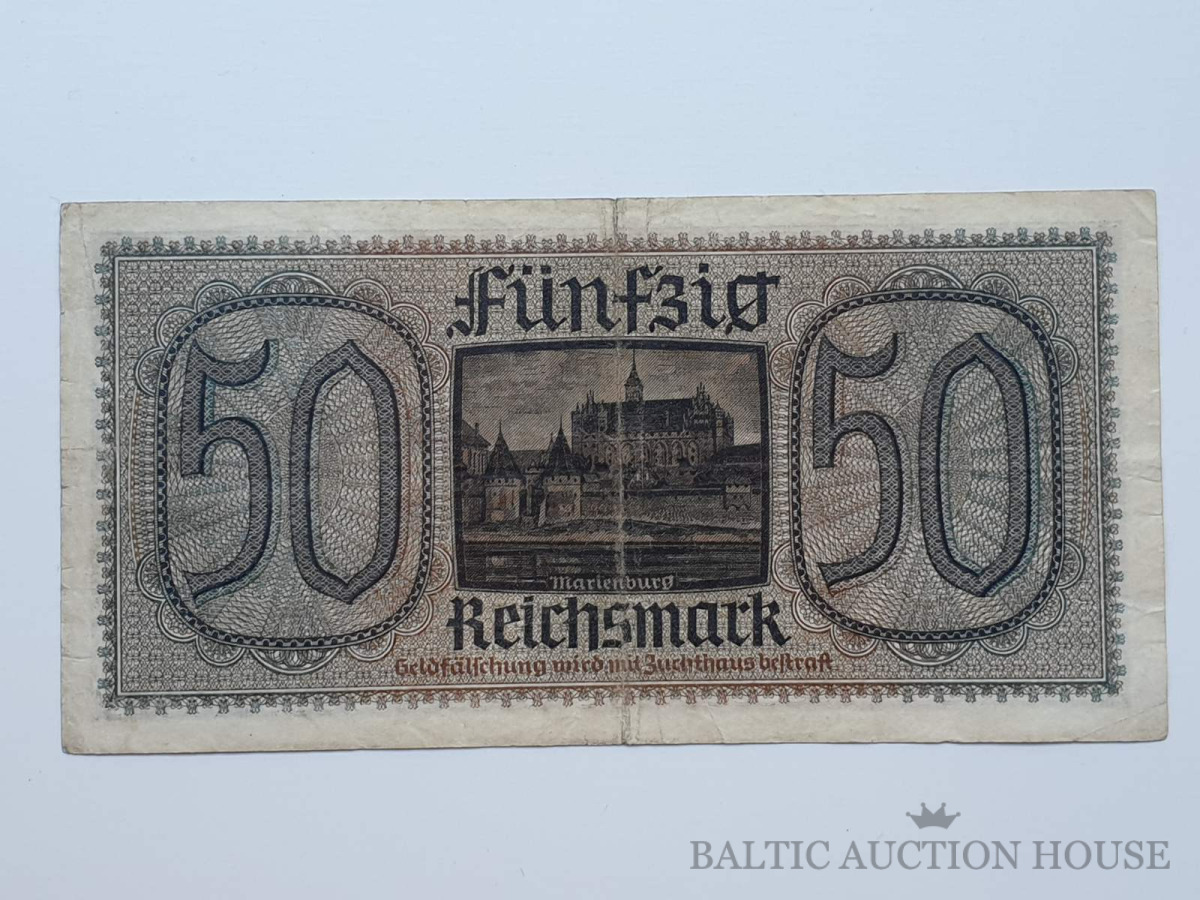 Fünfzig
50
50
Marienburg
Reichsmark
Geldfälschung wird mit Zuchthaus bestraft
BALTIC AUCTION HOUSE